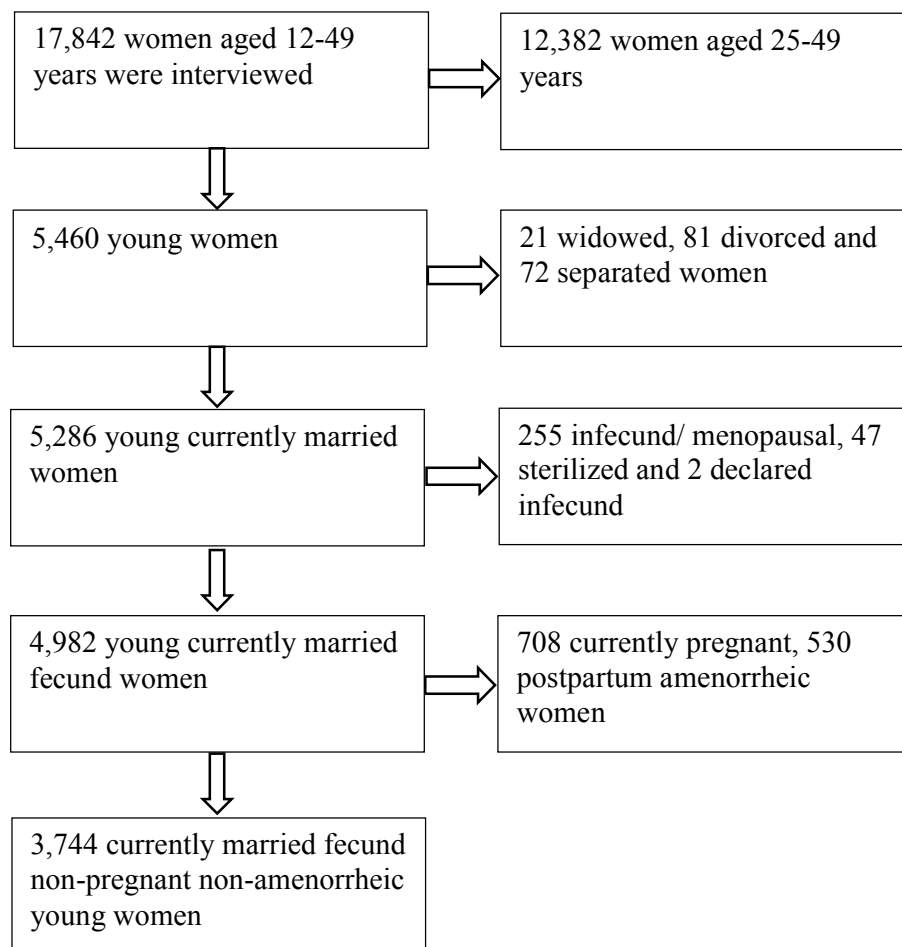 17,842 women aged 12-49
years were interviewed
12,382 women aged 25-49
years
5,460 young women
21 widowed, 81 divorced and
72 separated women
5,286 young currently married
women
255 infecund/ menopausal, 47
sterilized and 2 declared
infecund
4,982 young currently married
fecund women
708 currently pregnant, 530
postpartum amenorrheic
women
3,744 currently married fecund
non-pregnant non-amenorrheic
young women